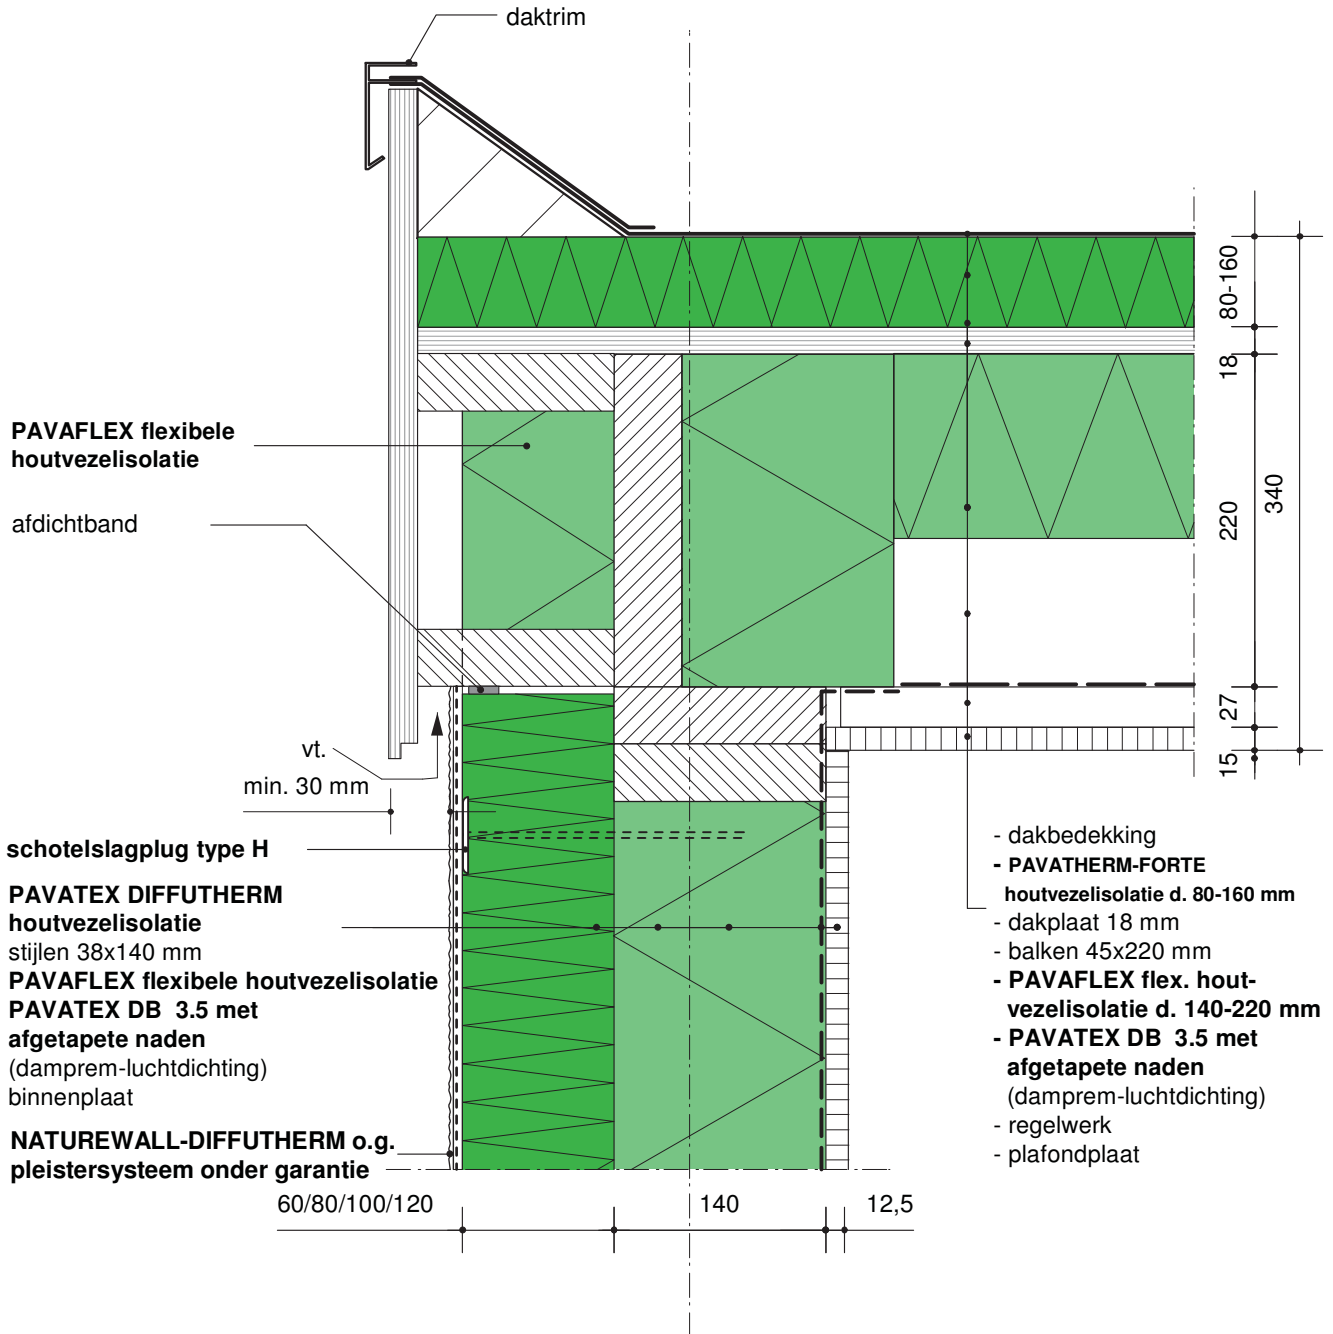 daktrim
PAVAFLEX flexibele
houtvezelisolatie
afdichtband
vt.
min. 30 mm
schotelslagplug type H
PAVATEX DIFFUTHERM
houtvezelisolatie
stijlen 38x140 mm
PAVAFLEX flexibele houtvezelisolatie
PAVATEX DB 3.5 met
afgetapete naden
(damprem-luchtdichting)
binnenplaat
NATUREWALL-DIFFUTHERM o.g.
pleistersysteem onder garantie
60/80/100/120
140
12,5
80-160
18
220
340
27
15
- dakbedekking
- PAVATHERM-FORTE
houtvezelisolatie d. 80-160 mm
- dakplaat 18 mm
- balken 45x220 mm
- PAVAFLEX flex. hout-
vezelisolatie d. 140-220 mm
- PAVATEX DB 3.5 met
afgetapete naden
(damprem-luchtdichting)
- regelwerk
- plafondplaat